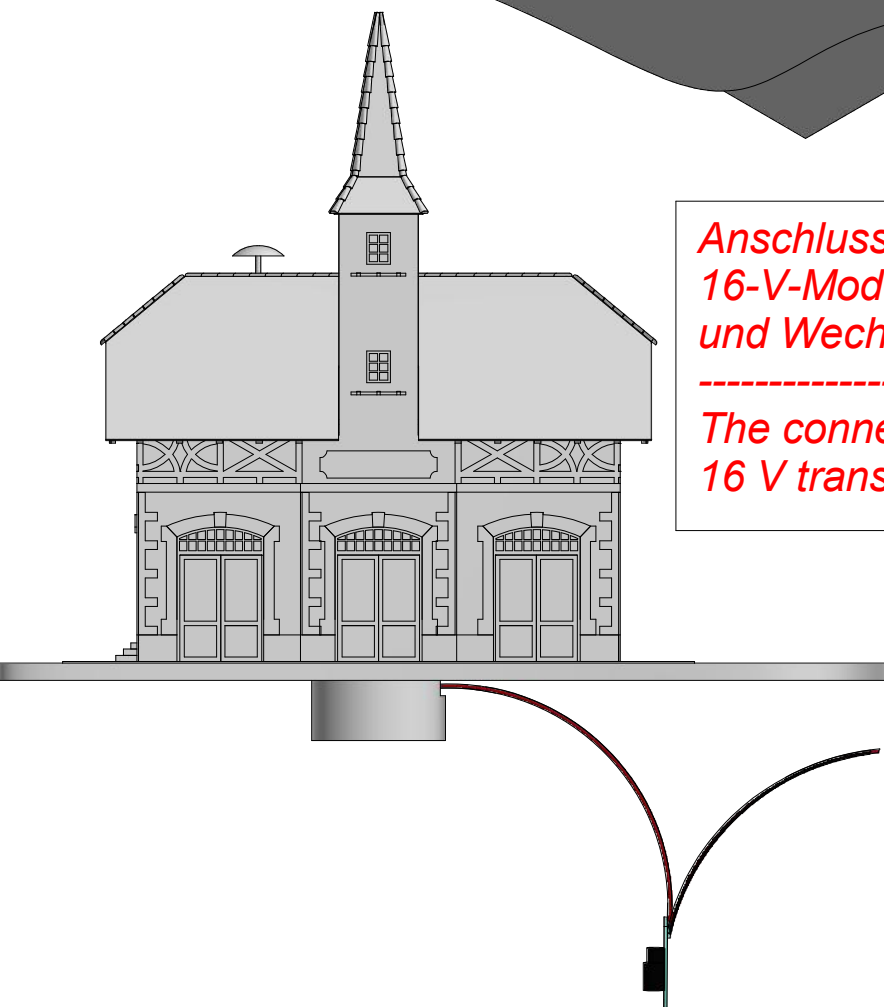 Anschluss
16-V-Mod
und Wech
The conne
16 V trans